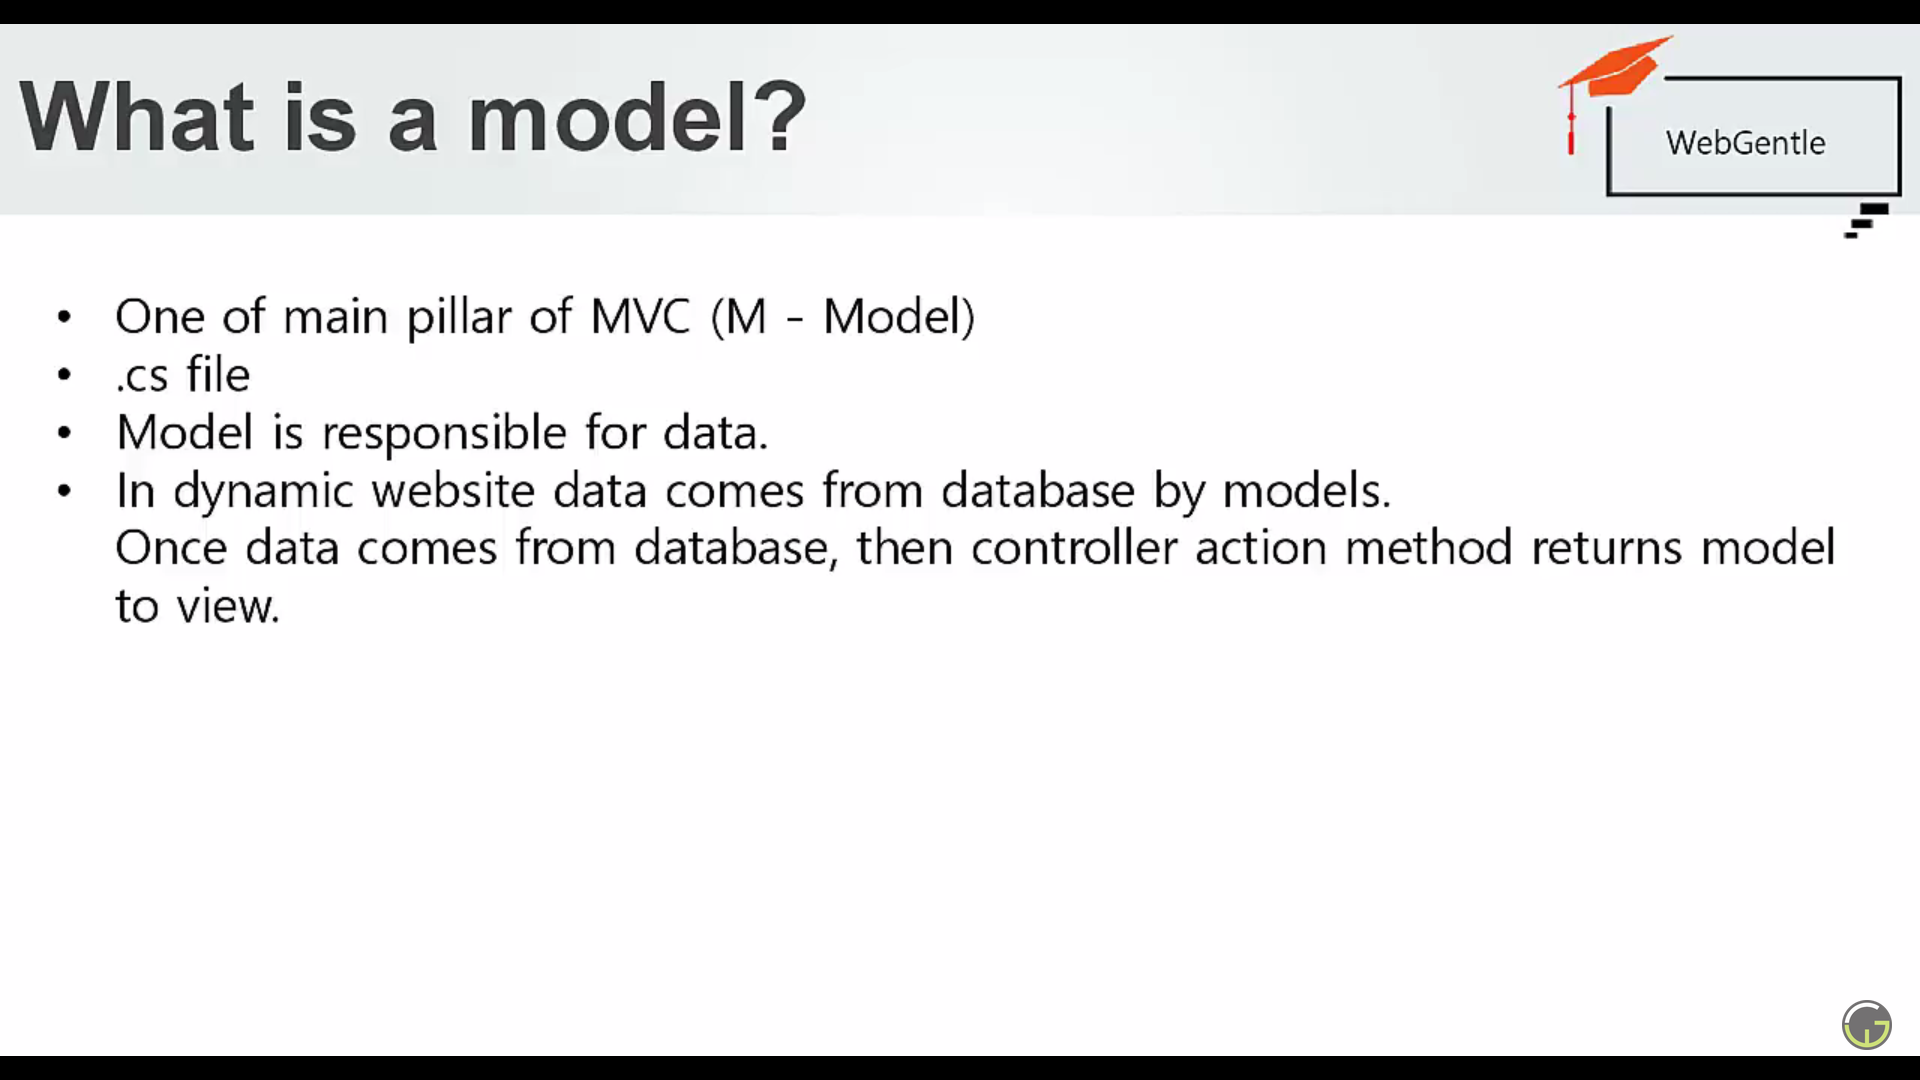 What is a model?
WebGentle
• One of main pillar of MVC (M - Model)
• .cs file
• Model is responsible for data.
• In dynamic website data comes from database by models.
Once data comes from database, then controller action method returns model
to view.